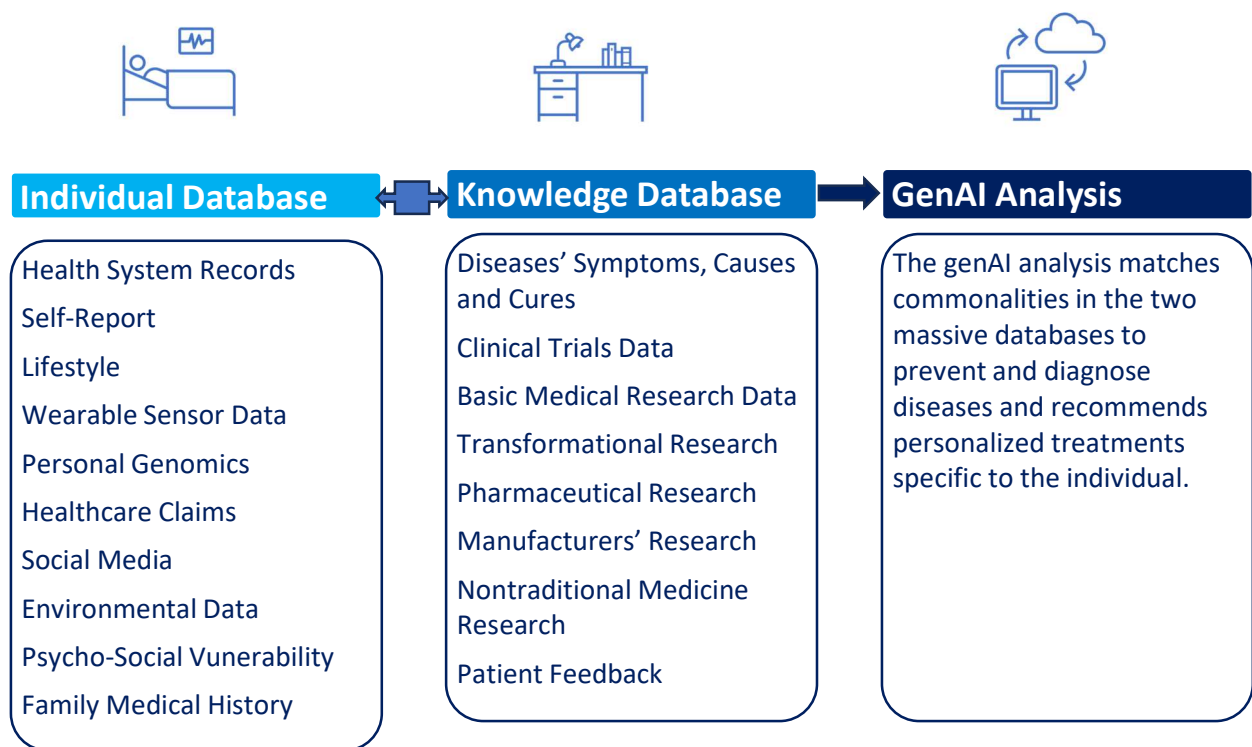 Individual Database
Knowledge Database
GenAI Analysis
Health System Records
Self-Report
Lifestyle
Wearable Sensor Data
Personal Genomics
Healthcare Claims
Social Media
Environmental Data
Psycho-Social Vunerability
Family Medical History
Diseases’ Symptoms, Causes
and Cures
Clinical Trials Data
Basic Medical Research Data
Transformational Research
Pharmaceutical Research
Manufacturers’ Research
Nontraditional Medicine
Research
Patient Feedback
The genAI analysis matches
commonalities in the two
massive databases to
prevent and diagnose
diseases and recommends
personalized treatments
specific to the individual.